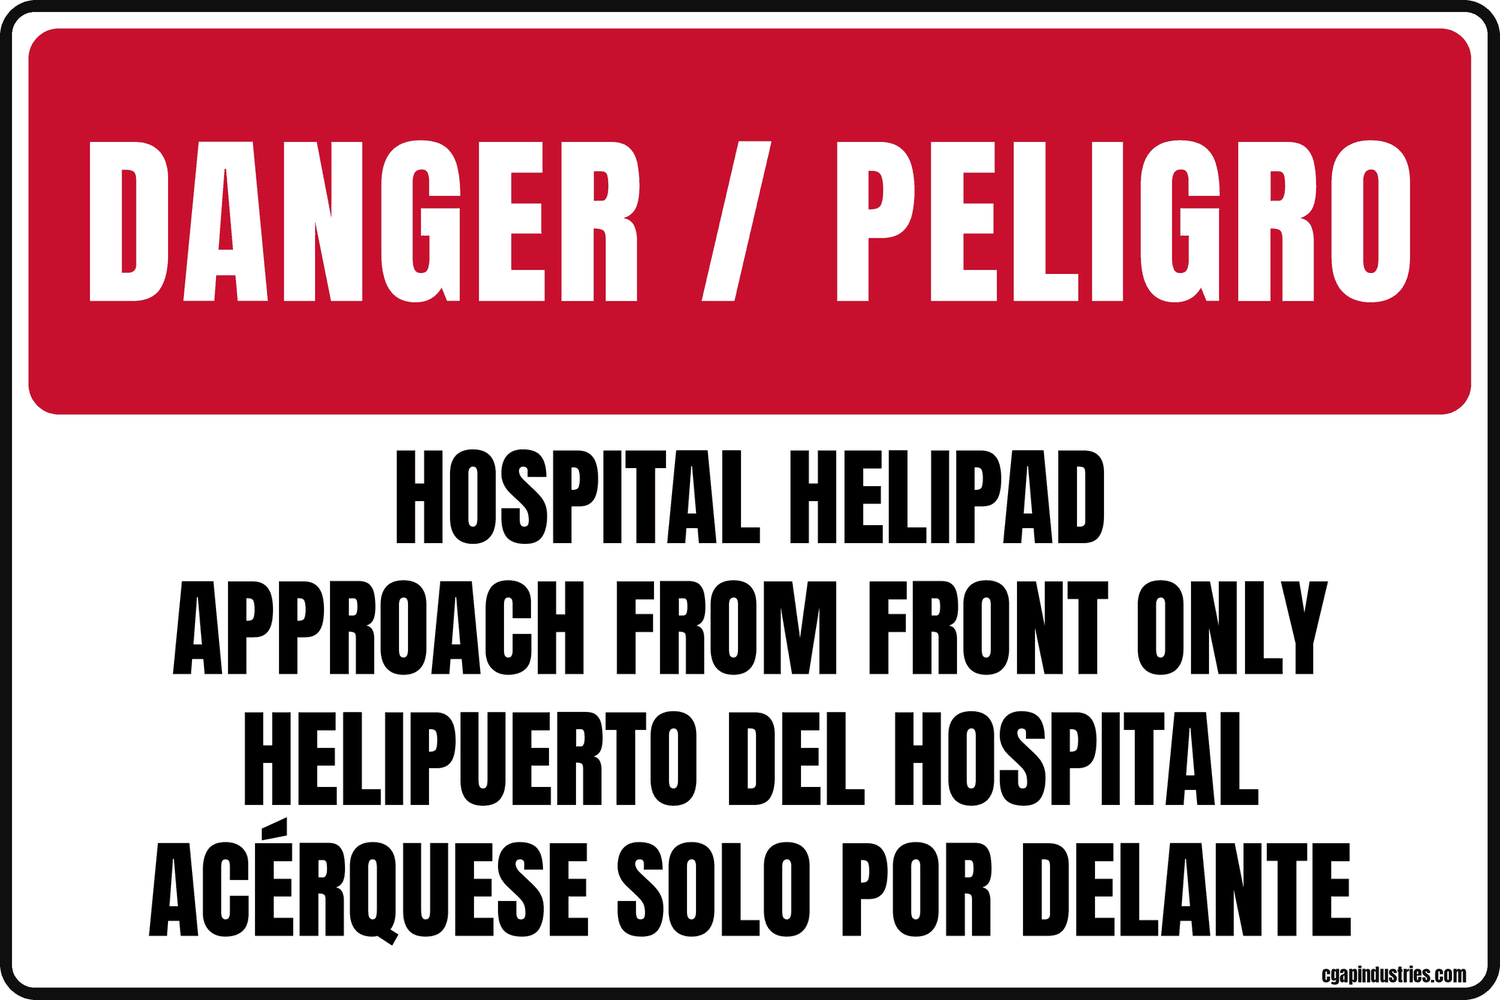 DANGER / PELIGRO
HOSPITAL HELIPAD
APPROACH FROM FRONT ONLY
HELIPUERTO DEL HOSPITAL
ACÉRQUESE SOLO POR DELANTE
cgapindustries.com